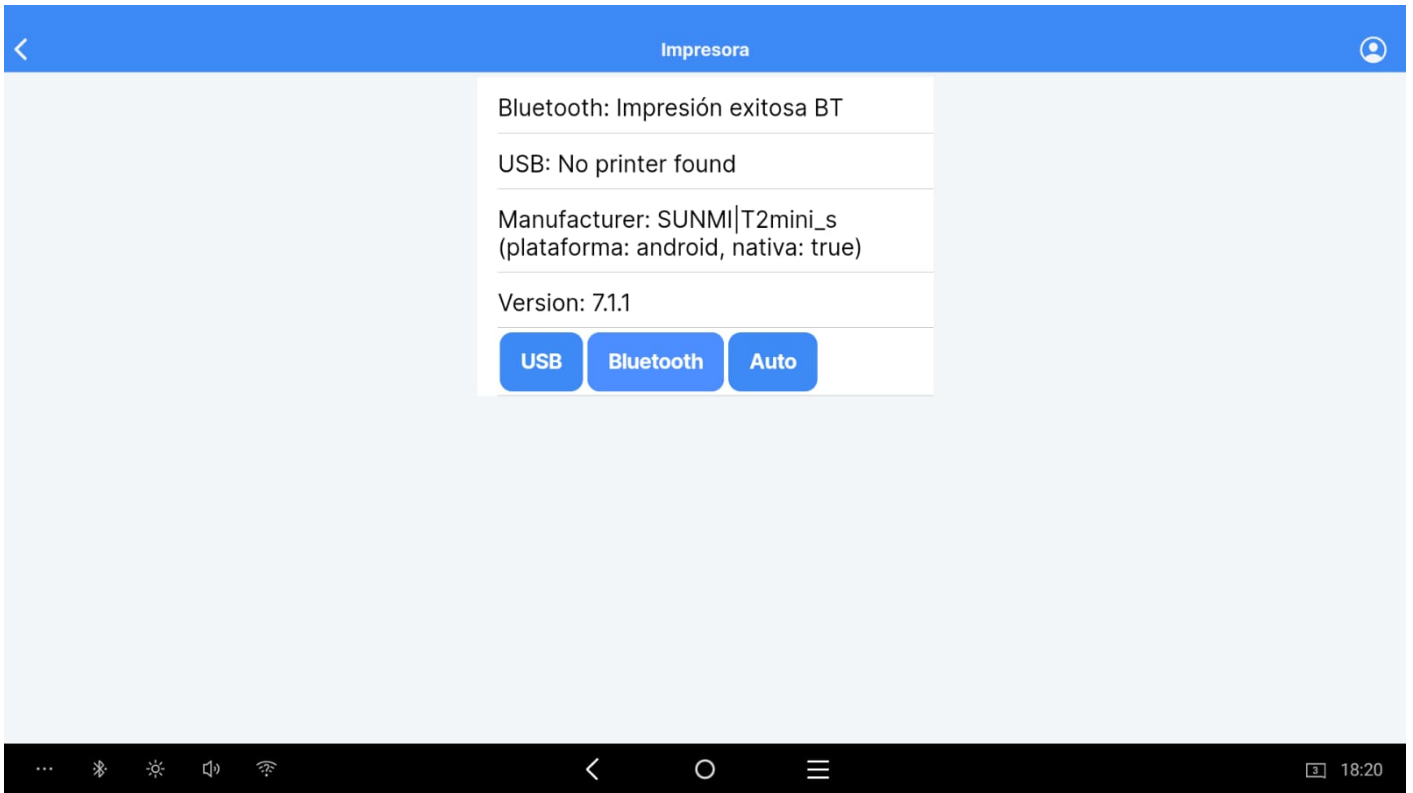 Impresora
Bluetooth: Impresión exitosa BT
USB: No printer found
Manufacturer: SUNMI|T2mini_s
(plataforma: android, nativa: true)
Version: 7.1.1
USB Bluetooth Auto
3 18:20